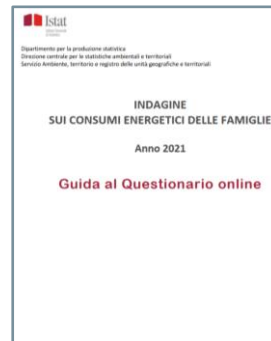 Istat
Dipartimento per la produzione statistica
Direzione centrale per le statistiche ambientali e territoriali
Servizio Ambiente, territorio e registro delle unità geografiche e territoriali
INDAGINE
SUI CONSUMI ENERGETICI DELLE FAMIGLIE
Anno 2021
Guida al Questionario online